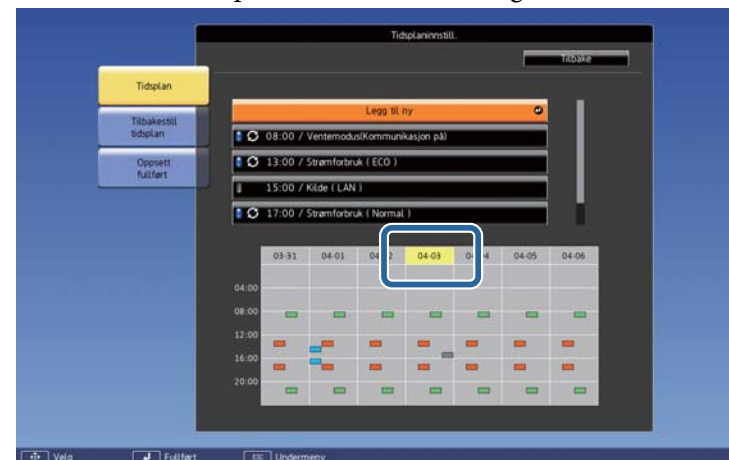 Tidsplaninnstill.
Tilbake
Tidsplan
Tilbakestill
tidsplan
Oppsett
fullført
Legg til ny
08:00 / Ventemodus(Kommunikasjon på)
13:00 / Strømforbruk ( ECO )
15:00 / Kilde ( LAN )
17:00 / Strømforbruk ( Normal )
03-31 04-01 04-03 04-05 04-06
04:00
08:00
12:00
16:00
20:00
Velg Fullført Esc Undermeny